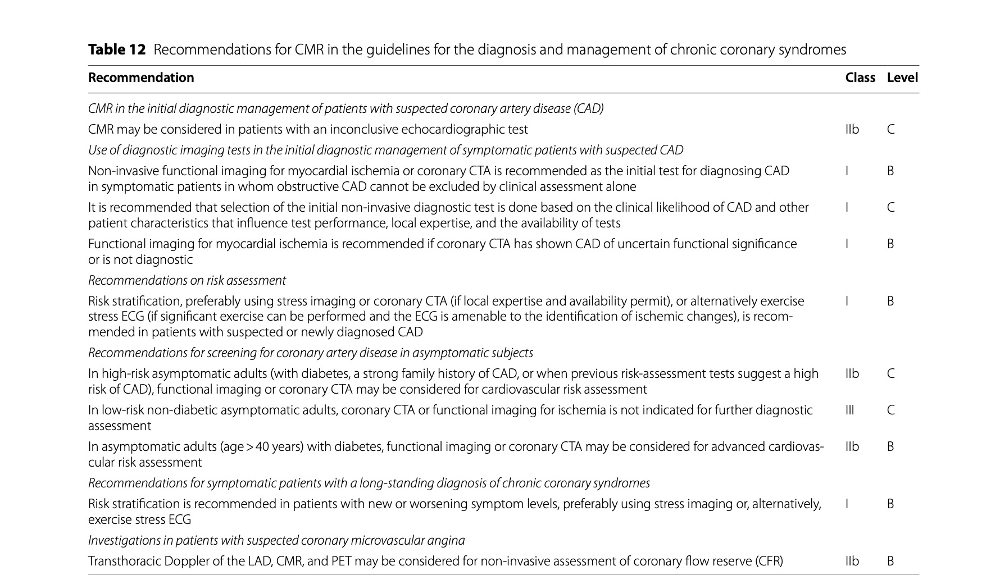 Table 12 Recommendations for CMR in the guidelines for the diagnosis and management of chronic coronary syndromes
Recommendation Class Level
CMR in the initial diagnostic management of patients with suspected coronary artery disease (CAD)
CMR may be considered in patients with an inconclusive echocardiographic test IIb C
Use of diagnostic imaging tests in the initial diagnostic management of symptomatic patients with suspected CAD
Non-invasive functional imaging for myocardial ischemia or coronary CTA is recommended as the initial test for diagnosing CAD I B
in symptomatic patients in whom obstructive CAD cannot be excluded by clinical assessment alone
It is recommended that selection of the initial non-invasive diagnostic test is done based on the clinical likelihood of CAD and other I C
patient characteristics that influence test performance, local expertise, and the availability of tests
Functional imaging for myocardial ischemia is recommended if coronary CTA has shown CAD of uncertain functional significance I B
or is not diagnostic
Recommendations on risk assessment
Risk stratification, preferably using stress imaging or coronary CTA (if local expertise and availability permit), or alternatively exercise I B
stress ECG (if significant exercise can be performed and the ECG is amenable to the identification of ischemic changes), is recom-
mended in patients with suspected or newly diagnosed CAD
Recommendations for screening for coronary artery disease in asymptomatic subjects
In high-risk asymptomatic adults (with diabetes, a strong family history of CAD, or when previous risk-assessment tests suggest a high IIb C
risk of CAD), functional imaging or coronary CTA may be considered for cardiovascular risk assessment
In low-risk non-diabetic asymptomatic adults, coronary CTA or functional imaging for ischemia is not indicated for further diagnostic III C
assessment
In asymptomatic adults (age > 40 years) with diabetes, functional imaging or coronary CTA may be considered for advanced cardiovas- IIb B
cular risk assessment
Recommendations for symptomatic patients with a long-standing diagnosis of chronic coronary syndromes
Risk stratification is recommended in patients with new or worsening symptom levels, preferably using stress imaging or, alternatively, I B
exercise stress ECG
Investigations in patients with suspected coronary microvascular angina
Transthoracic Doppler of the LAD, CMR, and PET may be considered for non-invasive assessment of coronary flow reserve (CFR) IIb B